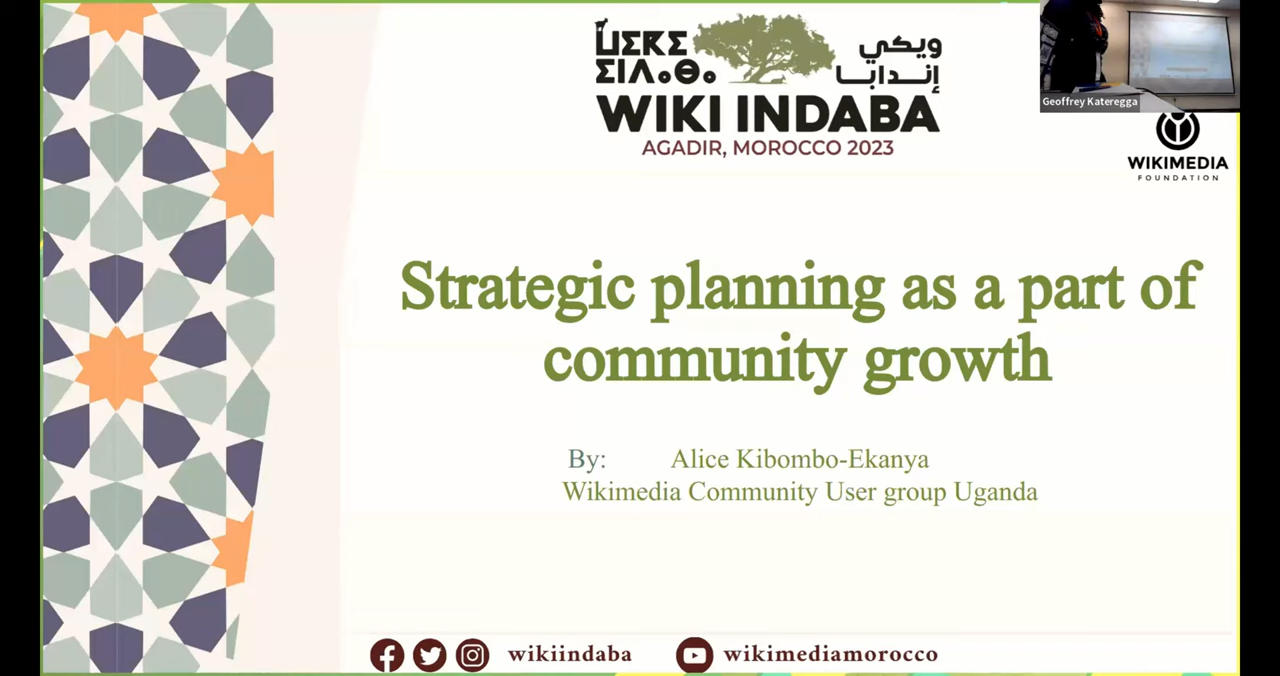 ⵡⵉⴽⵉ
ⵉⵏⴷⴰⴱⴰ
ويكي
إندابا
WIKI INDABA
AGADIR, MOROCCO 2023
Geoffrey Kateregga
WIKIMEDIA
FOUNDATION
Strategic planning as a part of
community growth
By: Alice Kibombo-Ekanya
Wikimedia Community User group Uganda
wikiindaba
wikimediamorocco